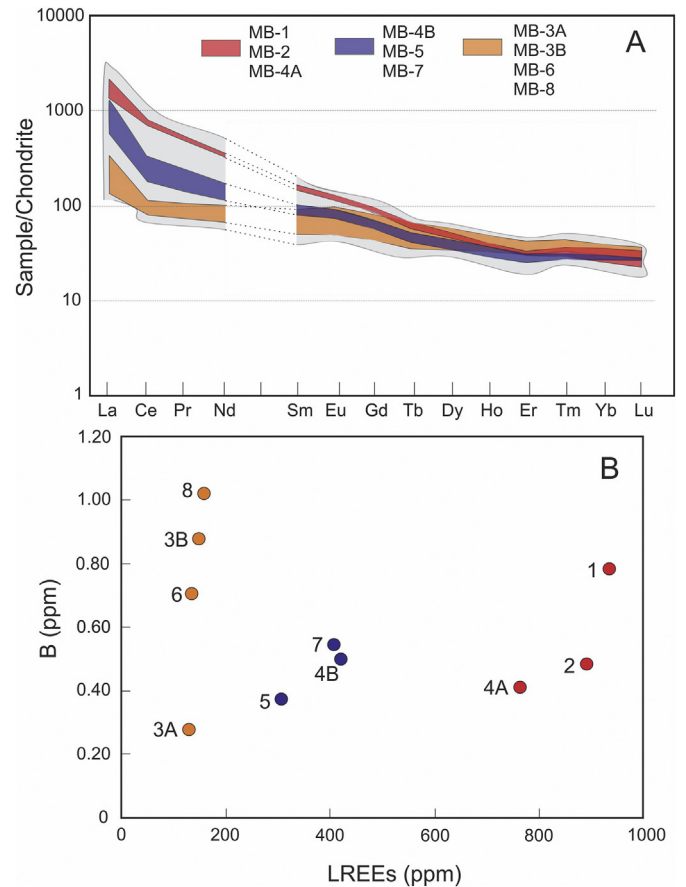 10000
1000
100
10
1
Sample/Chondrite
MB-1
MB-2
MB-4A
MB-4B
MB-5
MB-7
MB-3A
MB-3B
MB-6
MB-8
A
La Ce Pr Nd Sm Eu Gd Tb Dy Ho Er Tm Yb Lu
1.20
1.00
0.80
0.60
0.40
0.20
0
B (ppm)
B
8
3B
6
3A
7
4B
5
1
2
4A
0 200 400 600 800 1000
LREEs (ppm)